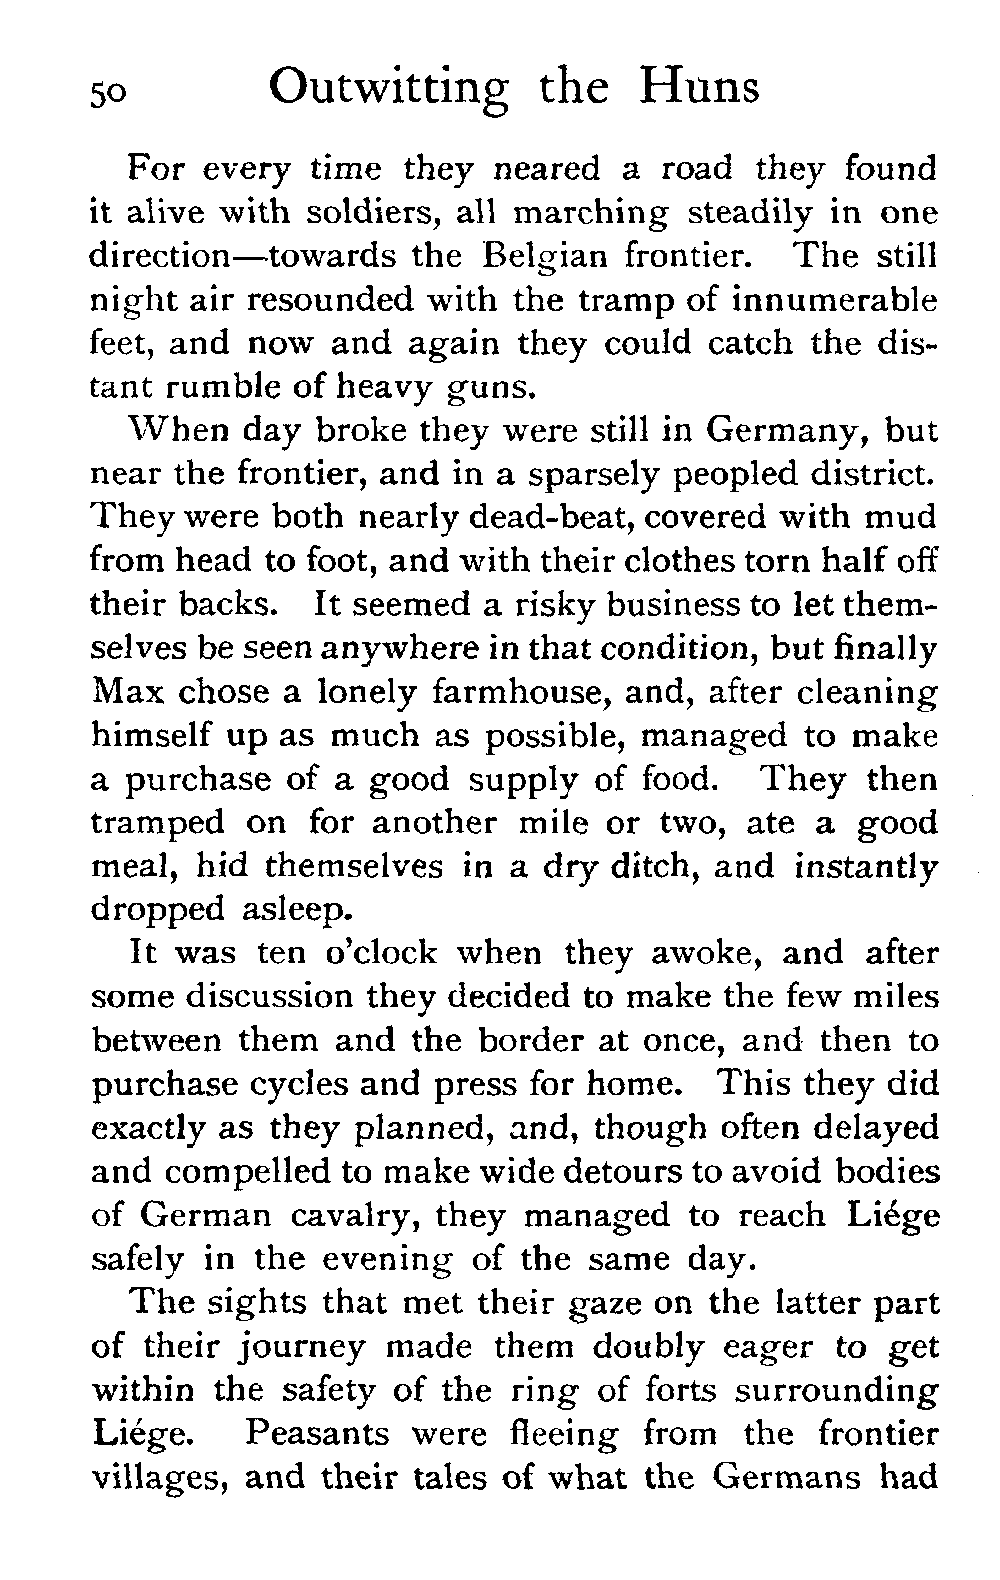 50 Outwitting the Huns
For every time they neared a road they found
it alive with soldiers, all marching steadily in one
direction—towards the Belgian frontier. The still
night air resounded with the tramp of innumerable
feet, and now and again they could catch the dis-
tant rumble of heavy guns.
When day broke they were still in Germany, but
near the frontier, and in a sparsely peopled district.
They were both nearly dead-beat, covered with mud
from head to foot, and with their clothes torn half off
their backs. It seemed a risky business to let them-
selves be seen anywhere in that condition, but finally
Max chose a lonely farmhouse, and, after cleaning
himself up as much as possible, managed to make
a purchase of a good supply of food. They then
tramped on for another mile or two, ate a good
meal, hid themselves in a dry ditch, and instantly
dropped asleep.
It was ten o'clock when they awoke, and after
some discussion they decided to make the few miles
between them and the border at once, and then to
purchase cycles and press for home. This they did
exactly as they planned, and, though often delayed
and compelled to make wide detours to avoid bodies
of German cavalry, they managed to reach Liége
safely in the evening of the same day.
The sights that met their gaze on the latter part
of their journey made them doubly eager to get
within the safety of the ring of forts surrounding
Liége. Peasants were fleeing from the frontier
villages, and their tales of what the Germans had